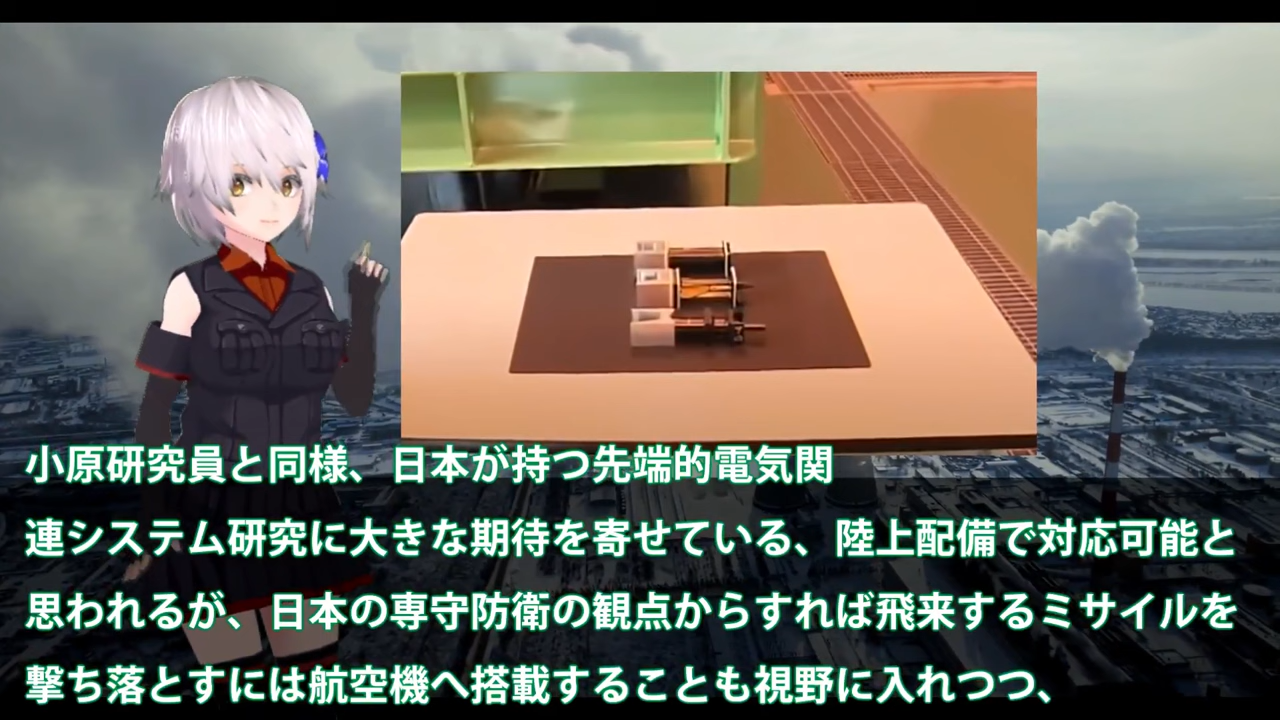 小原研究員と同様、日本が持つ先端的電気関
連システム研究に大きな期待を寄せている、陸上配備で対応可能と
思われるが、日本の専守防衛の観点からすれば飛来するミサイルを
撃ち落とすには航空機へ搭載することも視野に入れつつ、